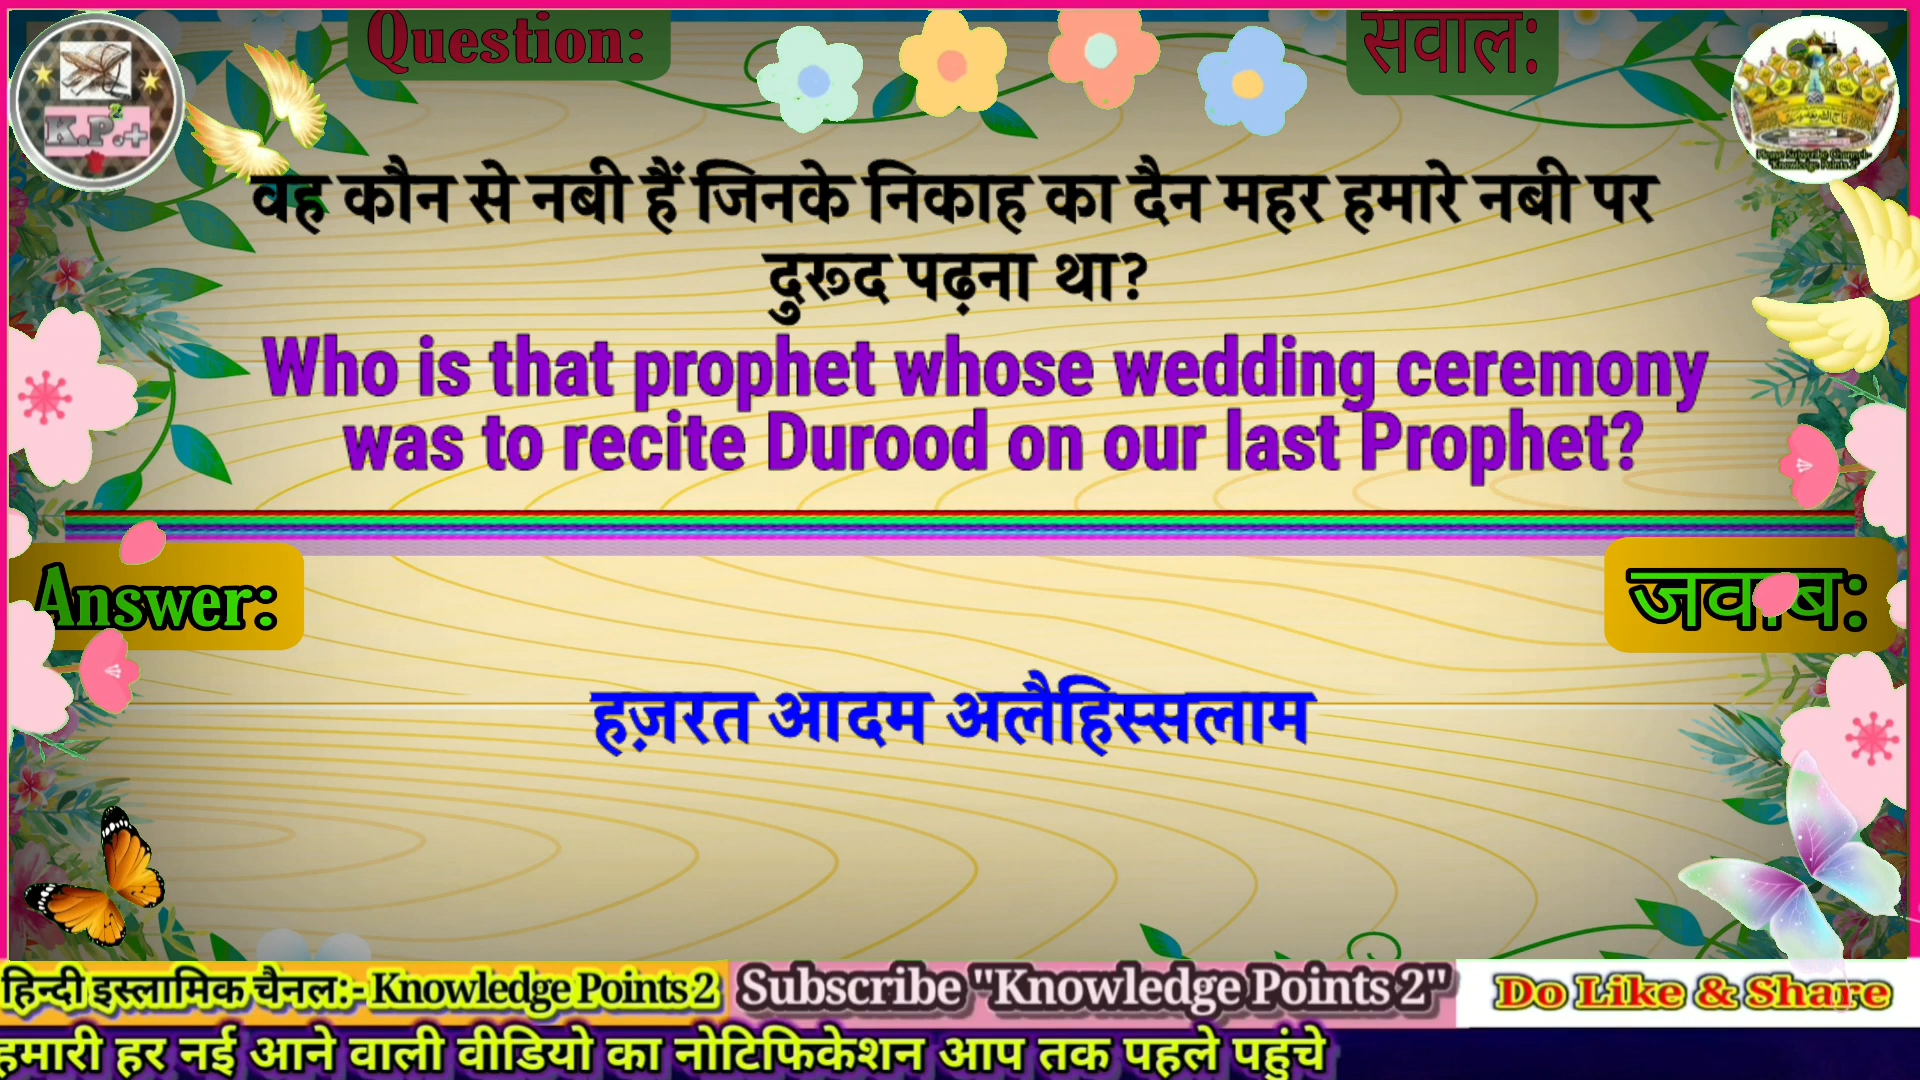 Question:
सवाल:
K.P.2+
वह कौन से नबी हैं जिनके निकाह का दैन महर हमारे नबी पर
दुरूद पढ़ना था?
Who is that prophet whose wedding ceremony
was to recite Durood on our last Prophet?
Answer:
जवाब:
हज़रत आदम अलैहिस्सलाम
हिन्दी इस्लामिक चैनल:- Knowledge Points 2
Subscribe "Knowledge Points 2"
Do Like & Share
हमारी हर नई आने वाली वीडियो का नोटिफिकेशन आप तक पहले पहुंचे